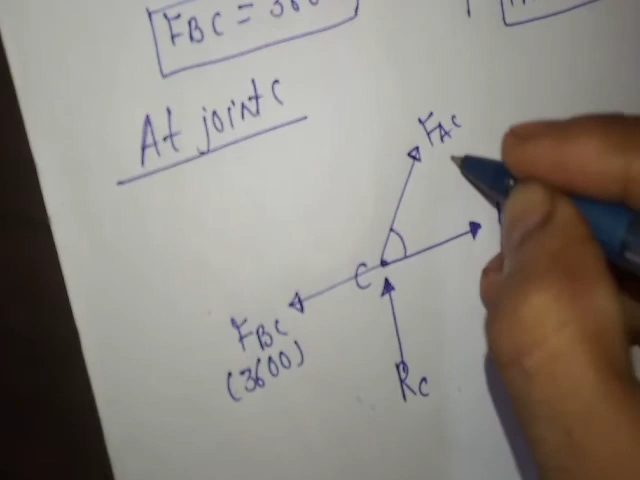 FBC = 360
At joint C
FAC
C
FBC
(3600)
RC